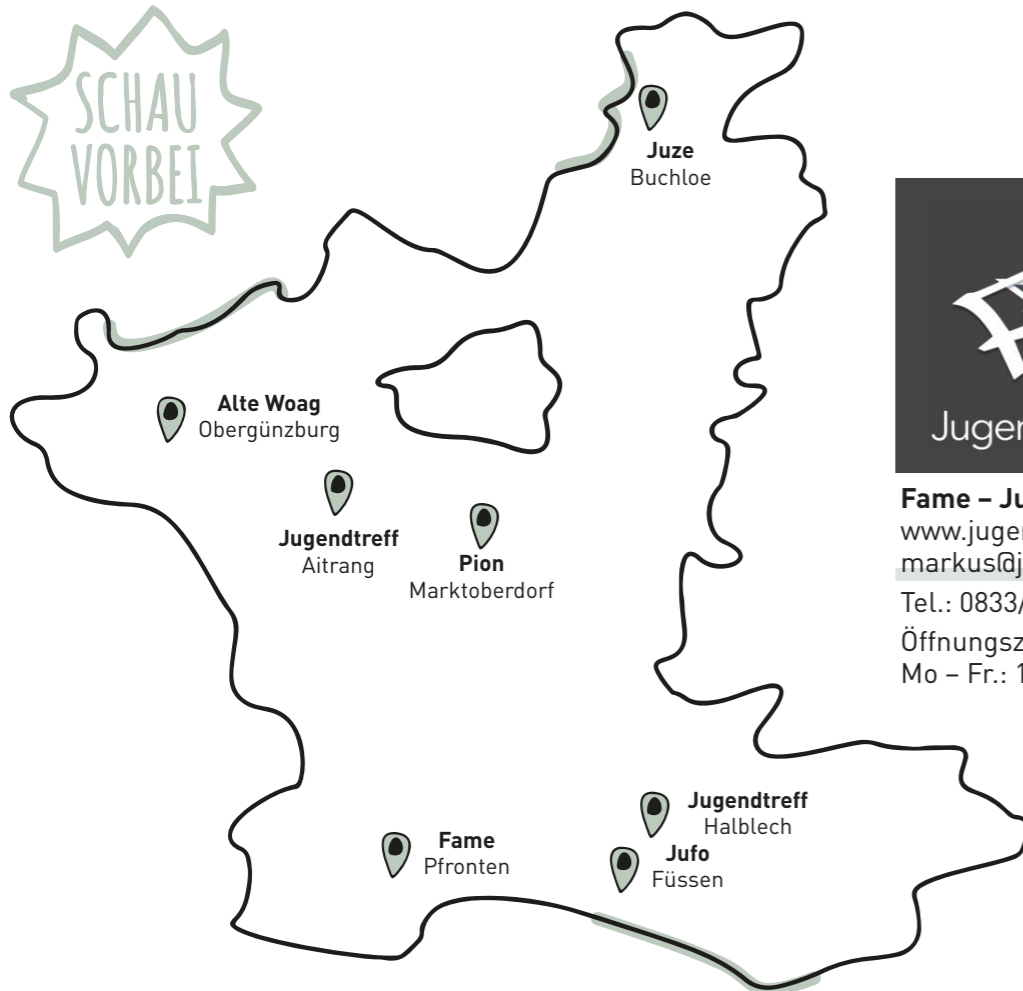 SCHAU
VORBEI
Juze
Buchloe
Alte Woag
Obergünzburg
Jugendtreff
Aitrang
Pion
Marktoberdorf
Fame – Ju
www.juger
markus@j
Tel.: 0833/
Öffnungsz
Mo – Fr.: 1
Jugendtreff
Halblech
Fame
Pfronten
Jufo
Füssen